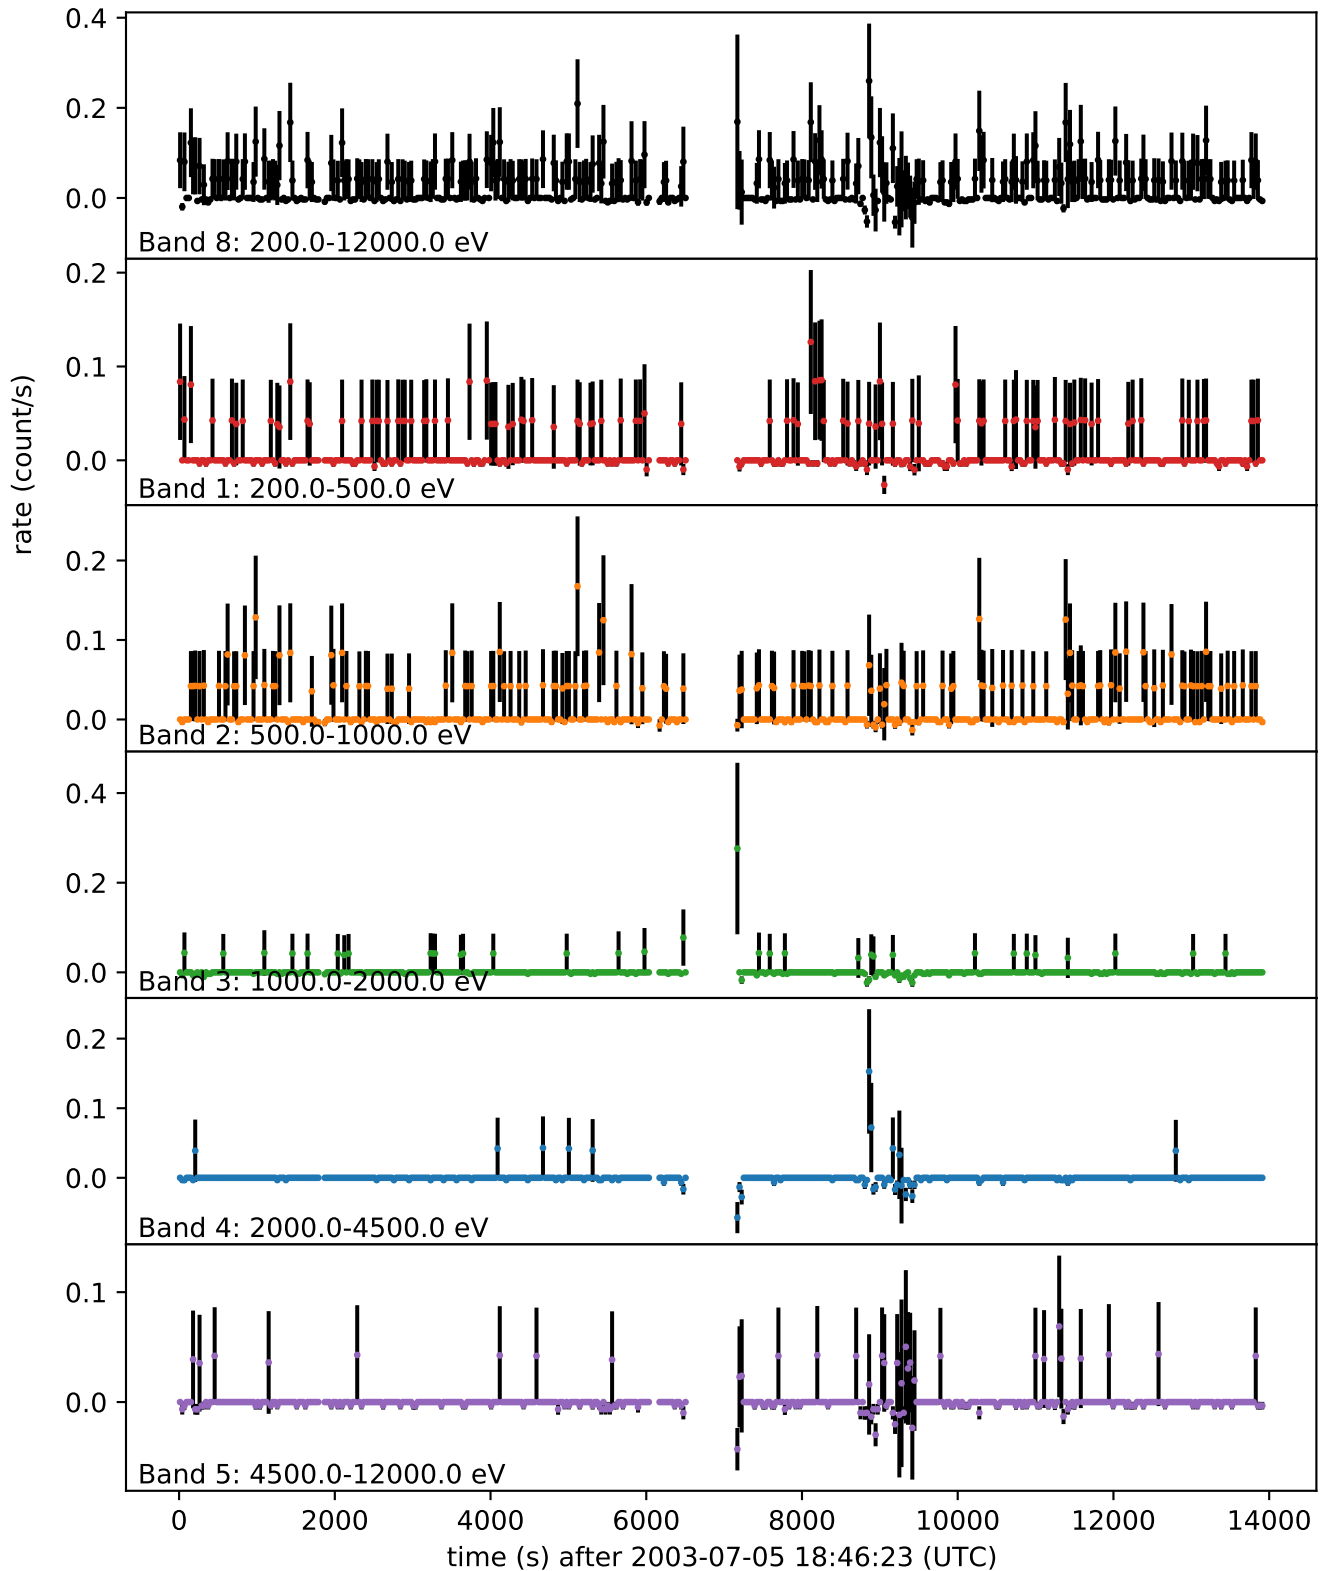 0.4
0.2
0.0
Band 8: 200.0-12000.0 eV
0.2
0.1
0.0
Band 1: 200.0-500.0 eV
rate (count/s)
0.2
0.1
0.0
Band 2: 500.0-1000.0 eV
0.4
0.2
0.0
Band 3: 1000.0-2000.0 eV
0.2
0.1
0.0
Band 4: 2000.0-4500.0 eV
0.1
0.0
Band 5: 4500.0-12000.0 eV
0 2000 4000 6000 8000 10000 12000 14000
time (s) after 2003-07-05 18:46:23 (UTC)